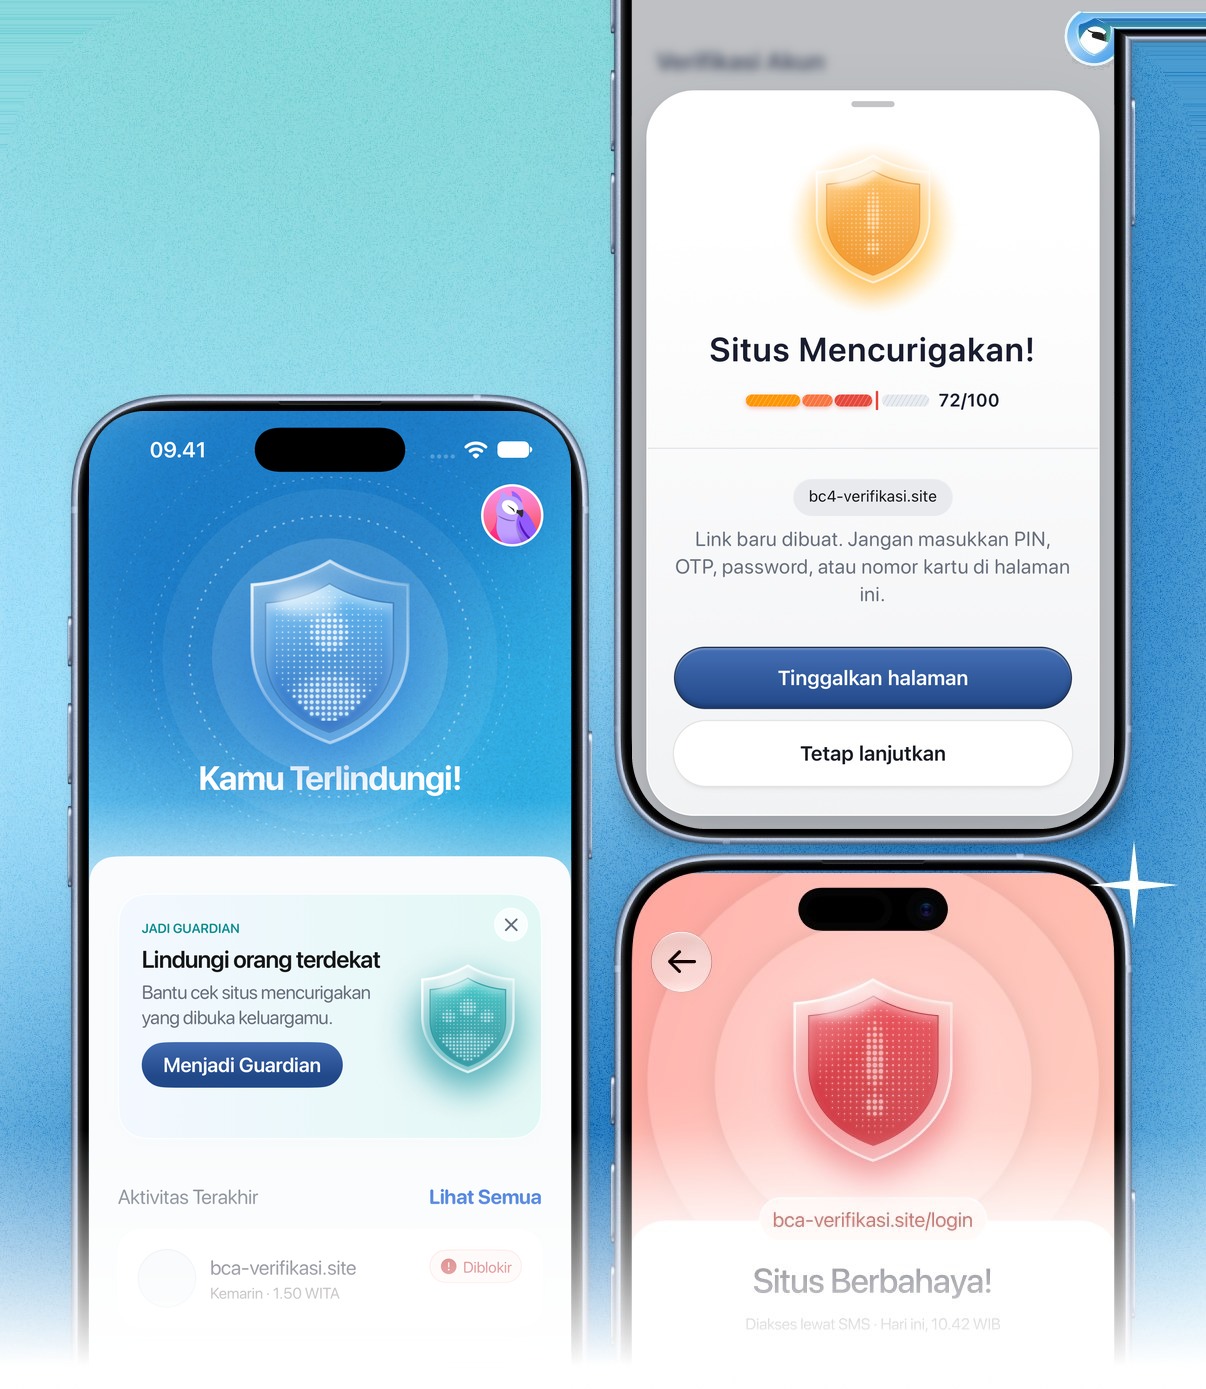 09.41
Kamu Terlindungi!
JADI GUARDIAN
Lindungi orang terdekat
Bantu cek situs mencurigakan
yang dibuka keluargamu.
Menjadi Guardian
Aktivitas Terakhir
Lihat Semua
bca-verifikasi.site
Kemarin · 1.50 WITA
Diblokir
Verifikasi Akun
Situs Mencurigakan!
72/100
bc4-verifikasi.site
Link baru dibuat. Jangan masukkan PIN,
OTP, password, atau nomor kartu di halaman
ini.
Tinggalkan halaman
Tetap lanjutkan
bca-verifikasi.site/login
Situs Berbahaya!
Diakses lewat SMS · Hari ini, 10.42 WIB